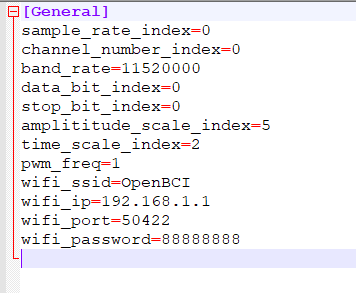 [General]
sample_rate_index=0
channel_number_index=0
band_rate=11520000
data_bit_index=0
stop_bit_index=0
amplititude_scale_index=5
time_scale_index=2
pwm_freq=1
wifi_ssid=OpenBCI
wifi_ip=192.168.1.1
wifi_port=50422
wifi_password=88888888